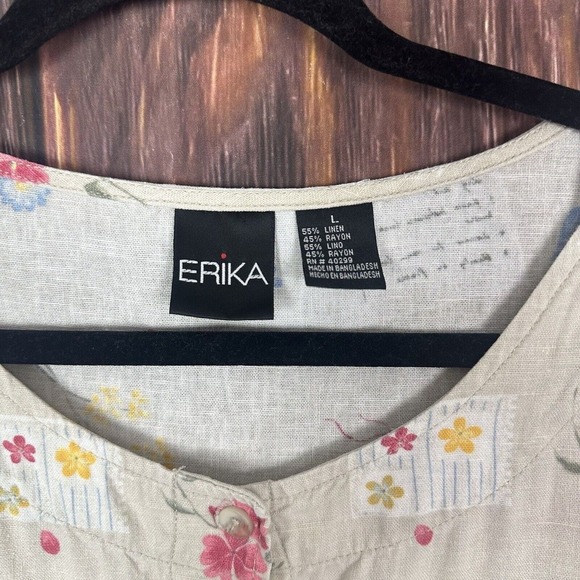 ERIKA
L
55% LINEN
45% RAYON
55% LINO
45% RAYON
RN # 40299
MADE IN BANGLADESH
HECHO EN BANGLADESH